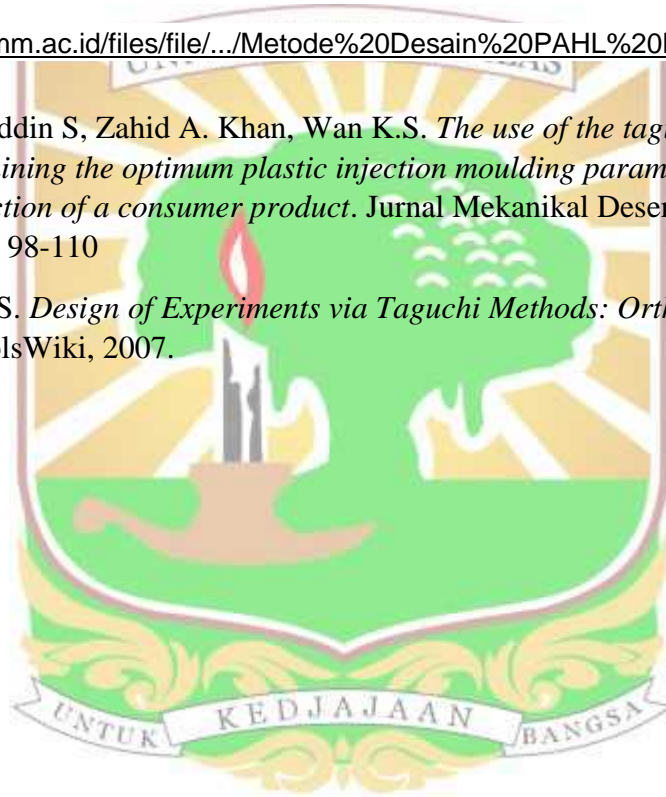 mm.ac.id/files/file/.../Metode%20Desain%20PAHL%20
ddin S, Zahid A. Khan, Wan K.S. The use of the tag
ining the optimum plastic injection moulding param
ction of a consumer product. Jurnal Mekanikal Deser
98-110
S. Design of Experiments via Taguchi Methods: Orth
lsWiki, 2007.
UNTUK KEDJAJAAN BANGSA